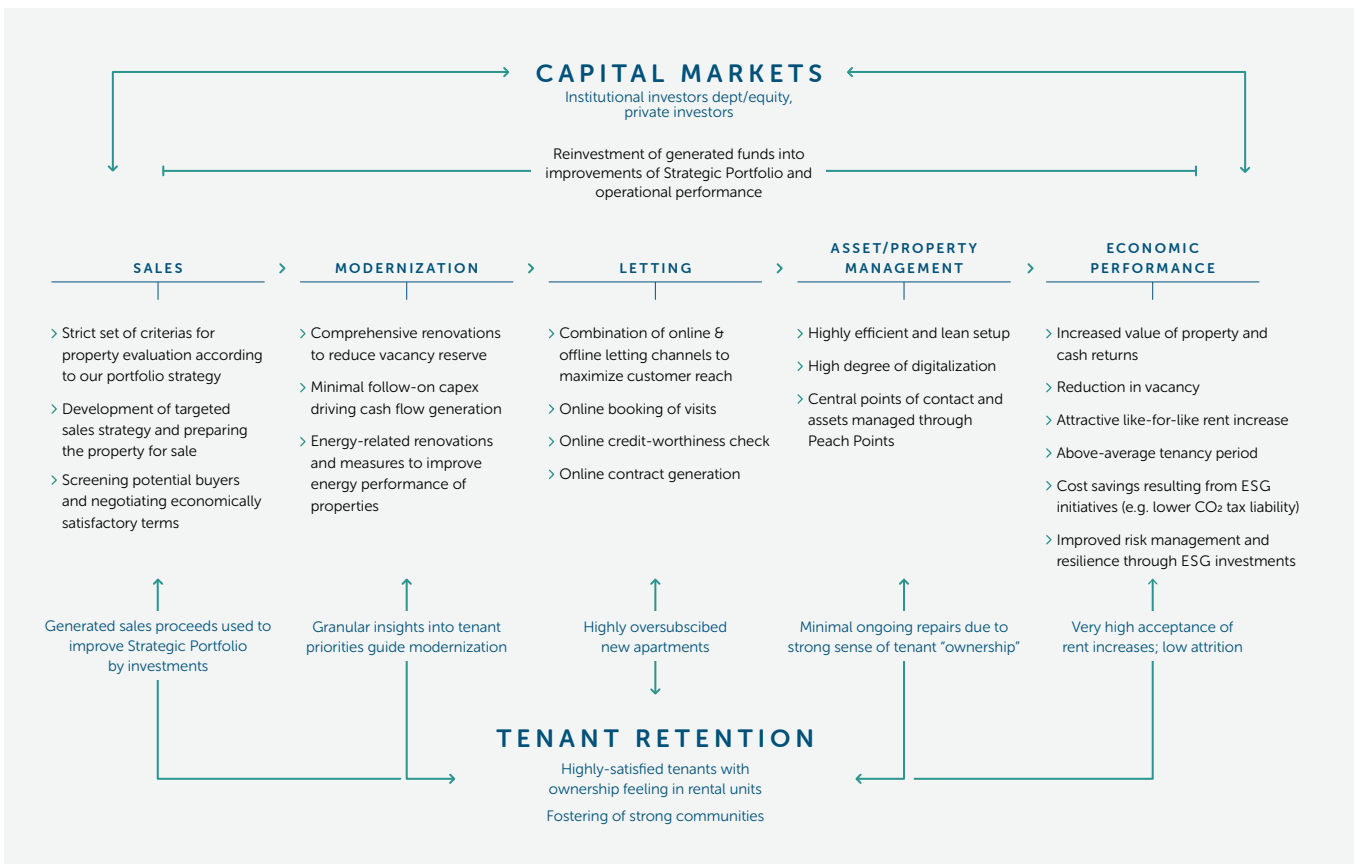 CAPITAL MARKETS
Institutional investors dept/equity,
private investors
Reinvestment of generated funds into
improvements of Strategic Portfolio and
operational performance
SALES
Strict set of criterias for
property evaluation according
to our portfolio strategy
Development of targeted
sales strategy and preparing
the property for sale
Screening potential buyers
and negotiating economically
satisfactory terms
Generated sales proceeds used to
improve Strategic Portfolio
by investments
MODERNIZATION
Comprehensive renovations
to reduce vacancy reserve
Minimal follow-on capex
driving cash flow generation
Energy-related renovations
and measures to improve
energy performance of
properties
Granular insights into tenant
priorities guide modernization
LETTING
Combination of online &
offline letting channels to
maximize customer reach
Online booking of visits
Online credit-worthiness check
Online contract generation
Highly oversubscibed
new apartments
ASSET/PROPERTY
MANAGEMENT
Highly efficient and lean setup
High degree of digitalization
Central points of contact and
assets managed through
Peach Points
Minimal ongoing repairs due to
strong sense of tenant “ownership”
ECONOMIC
PERFORMANCE
Increased value of property and
cash returns
Reduction in vacancy
Attractive like-for-like rent increase
Above-average tenancy period
Cost savings resulting from ESG
initiatives (e.g. lower CO₂ tax liability)
Improved risk management and
resilience through ESG investments
Very high acceptance of
rent increases; low attrition
TENANT RETENTION
Highly-satisfied tenants with
ownership feeling in rental units
Fostering of strong communities